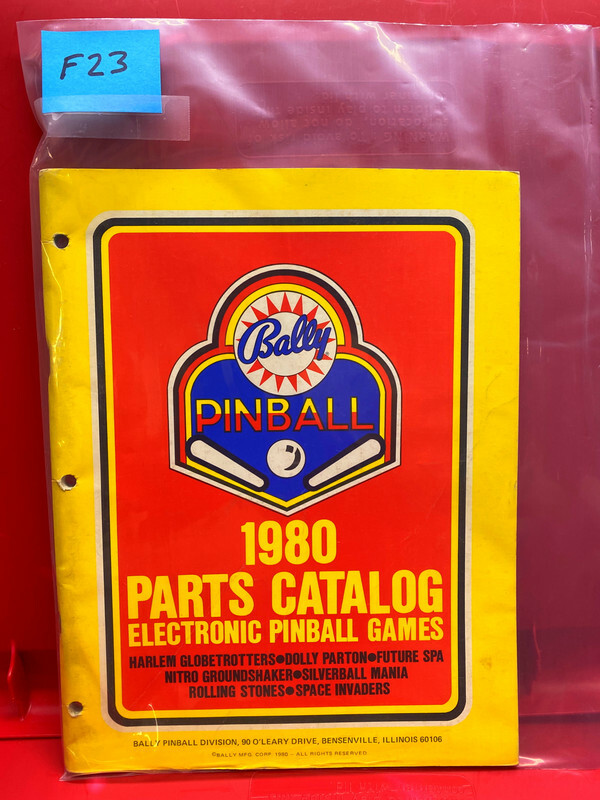 F23
Bally
PINBALL
1980
PARTS CATALOG
ELECTRONIC PINBALL GAMES
HARLEM GLOBETROTTERS●DOLLY PARTON●FUTURE SPA
NITRO GROUNDSHAKER●SILVERBALL MANIA
ROLLING STONES●SPACE INVADERS
BALLY PINBALL DIVISION, 90 O'LEARY DRIVE, BENSENVILLE, ILLINOIS 60106
©BALLY MFG. CORP. 1980 - ALL RIGHTS RESERVED